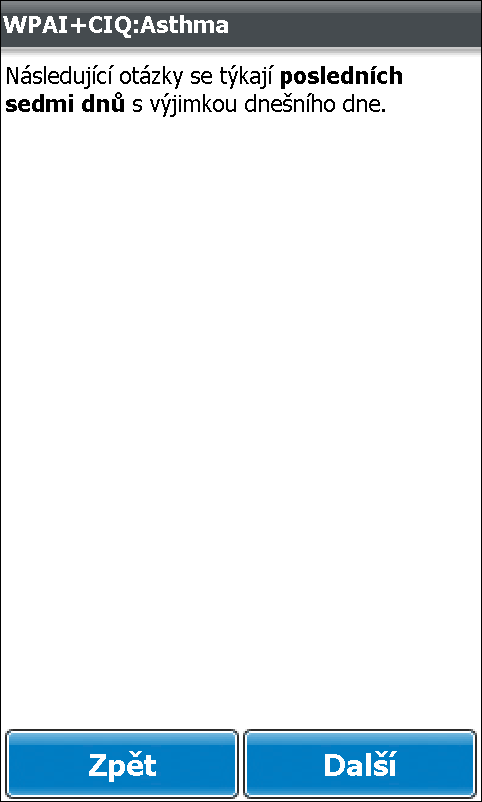 WPAI+CIQ:Asthma
Následující otázky se týkají posledních
sedmi dnů s výjimkou dnešního dne.
Zpět
Další